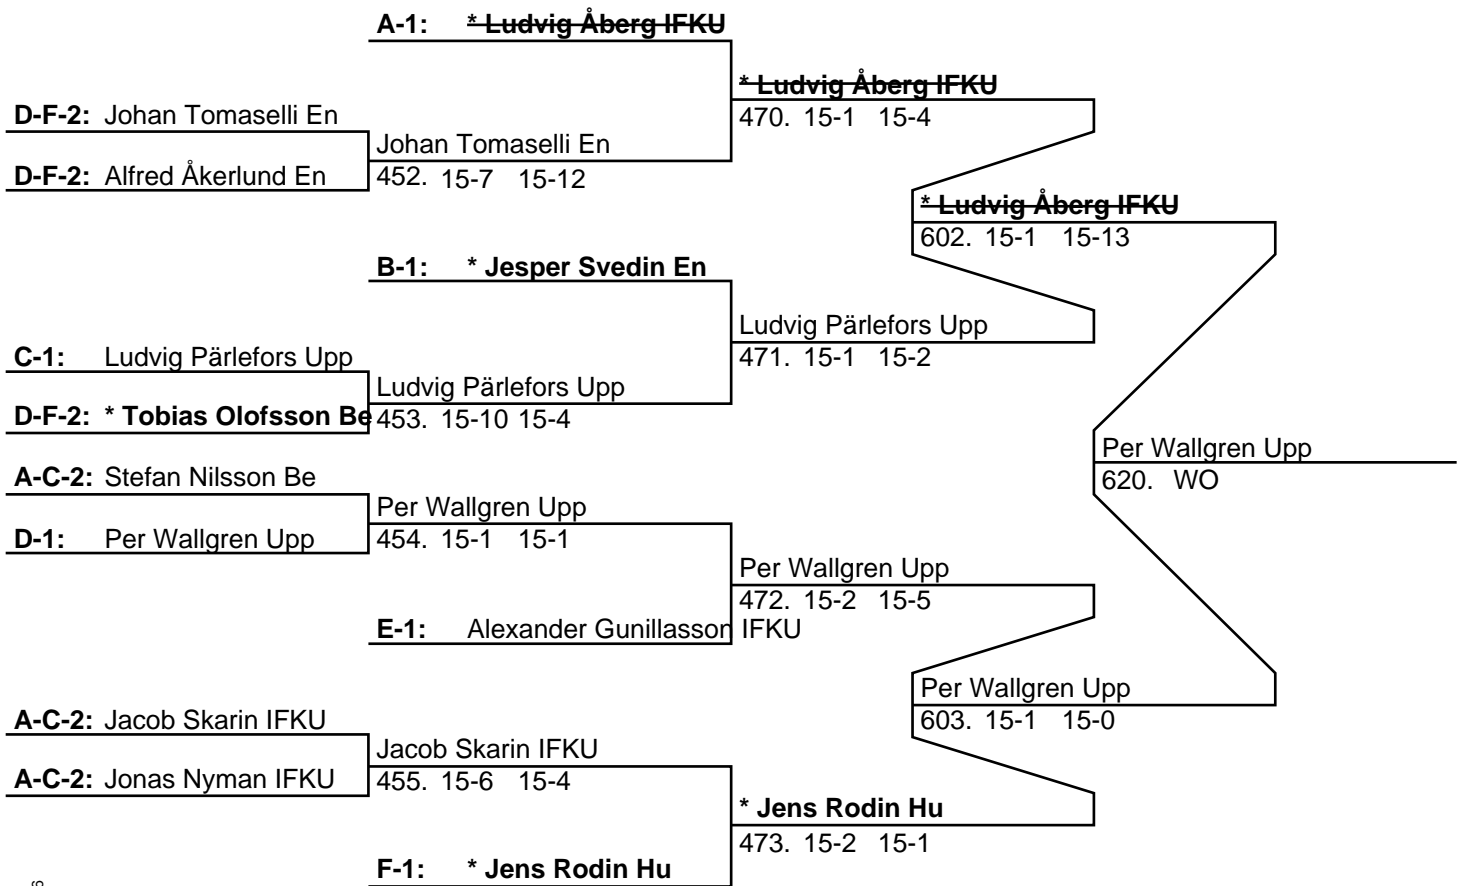 A-1: * Ludvig Åberg IFKU
* Ludvig Åberg IFKU
D-F-2: Johan Tomaselli En
470. 15-1 15-4
Johan Tomaselli En
D-F-2: Alfred Åkerlund En
452. 15-7 15-12
* Ludvig Åberg IFKU
602. 15-1 15-13
B-1: * Jesper Svedin En
Ludvig Pärlefors Upp
C-1: Ludvig Pärlefors Upp
471. 15-1 15-2
Ludvig Pärlefors Upp
D-F-2: * Tobias Olofsson Be
453. 15-10 15-4
Per Wallgren Upp
A-C-2: Stefan Nilsson Be
620. WO
Per Wallgren Upp
D-1: Per Wallgren Upp
454. 15-1 15-1
Per Wallgren Upp
472. 15-2 15-5
E-1: Alexander Gunillasson IFKU
Per Wallgren Upp
A-C-2: Jacob Skarin IFKU
603. 15-1 15-0
Jacob Skarin IFKU
A-C-2: Jonas Nyman IFKU
455. 15-6 15-4
* Jens Rodin Hu
473. 15-2 15-1
F-1: * Jens Rodin Hu